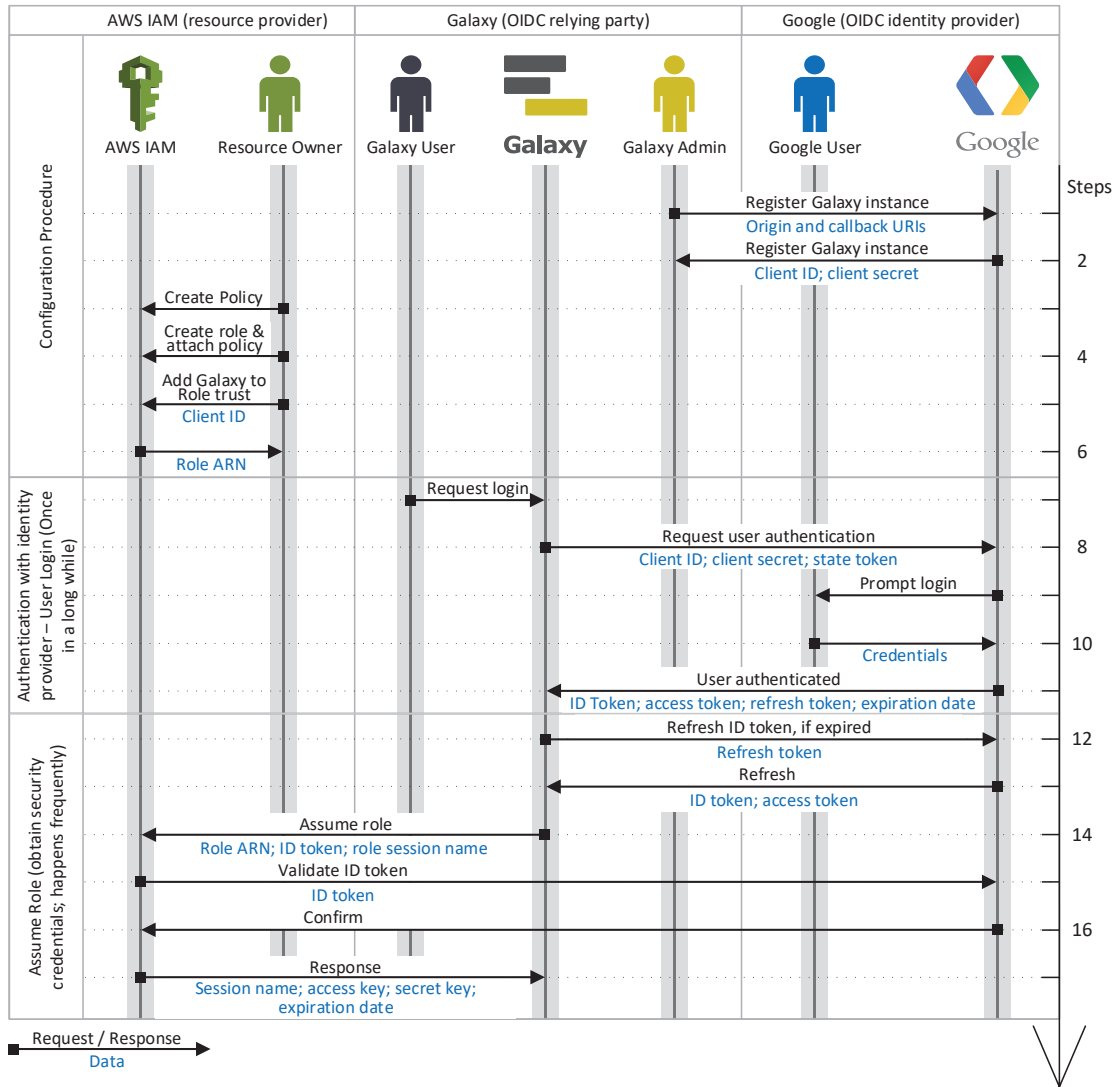 AWS IAM (resource provider)
Galaxy (OIDC relying party)
Google (OIDC identity provider)
AWS IAM
Resource Owner
Galaxy User
Galaxy
Galaxy Admin
Google User
Google
Steps
Configuration Procedure
Register Galaxy instance
Origin and callback URIs
Register Galaxy instance
Client ID; client secret
2
Create Policy
Create role &
attach policy
4
Add Galaxy to
Role trust
Client ID
Role ARN
6
Authentication with identity
provider – User Login (Once
in a long while)
Request login
Request user authentication
Client ID; client secret; state token
8
Prompt login
Credentials
10
User authenticated
ID Token; access token; refresh token; expiration date
Assume Role (obtain security
credentials; happens frequently)
Refresh ID token, if expired
Refresh token
12
Refresh
ID token; access token
Assume role
Role ARN; ID token; role session name
14
Validate ID token
ID token
Confirm
16
Response
Session name; access key; secret key;
expiration date
Request / Response
Data